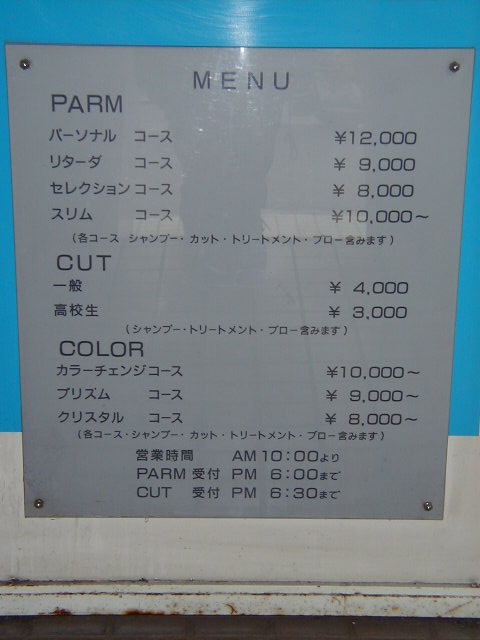 MENU
PARM
パーソナル コース ¥12,000
リターダ コース ¥ 9,000
セレクションコース ¥ 8,000
スリム コース ¥10,000～
(各コース シャンプー・カット・トリートメント・ブロー含みます)
CUT
一般 ¥ 4,000
高校生 ¥ 3,000
(シャンプー・トリートメント・ブロー含みます)
COLOR
カラーチェンジコース ¥10,000～
プリズム コース ¥ 9,000～
クリスタル コース ¥ 8,000～
(各コース・シャンプー・カット・トリートメント・ブロー含みます)
営業時間 AM 10:00より
PARM 受付 PM 6:00まで
CUT 受付 PM 6:30まで